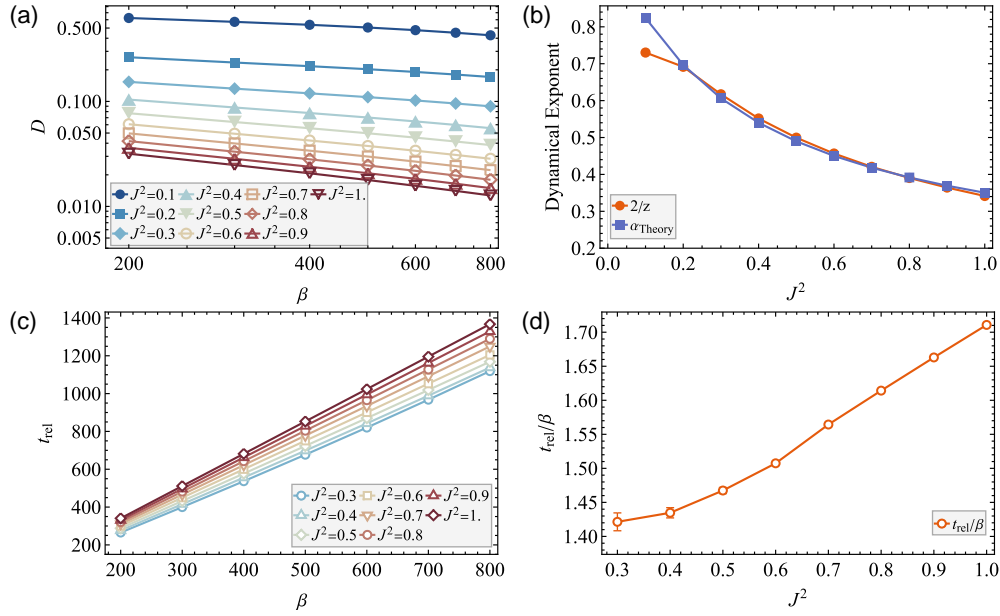 (a)
0.500
0.100
0.050
0.010
0.005
D
J²=0.1 J²=0.4 J²=0.7 J²=1.
J²=0.2 J²=0.5 J²=0.8
J²=0.3 J²=0.6 J²=0.9
200 400 600 800
β
(b)
0.8
0.7
0.6
0.5
0.4
0.3
0.2
Dynamical Exponent
2/z
αTheory
0.0 0.2 0.4 0.6 0.8 1.0
J²
(c)
1400
1200
1000
800
600
400
200
trel
J²=0.3 J²=0.6 J²=0.9
J²=0.4 J²=0.7 J²=1.
J²=0.5 J²=0.8
200 300 400 500 600 700 800
β
(d)
1.70
1.65
1.60
1.55
1.50
1.45
1.40
trel/β
trel/β
0.3 0.4 0.5 0.6 0.7 0.8 0.9 1.0
J²